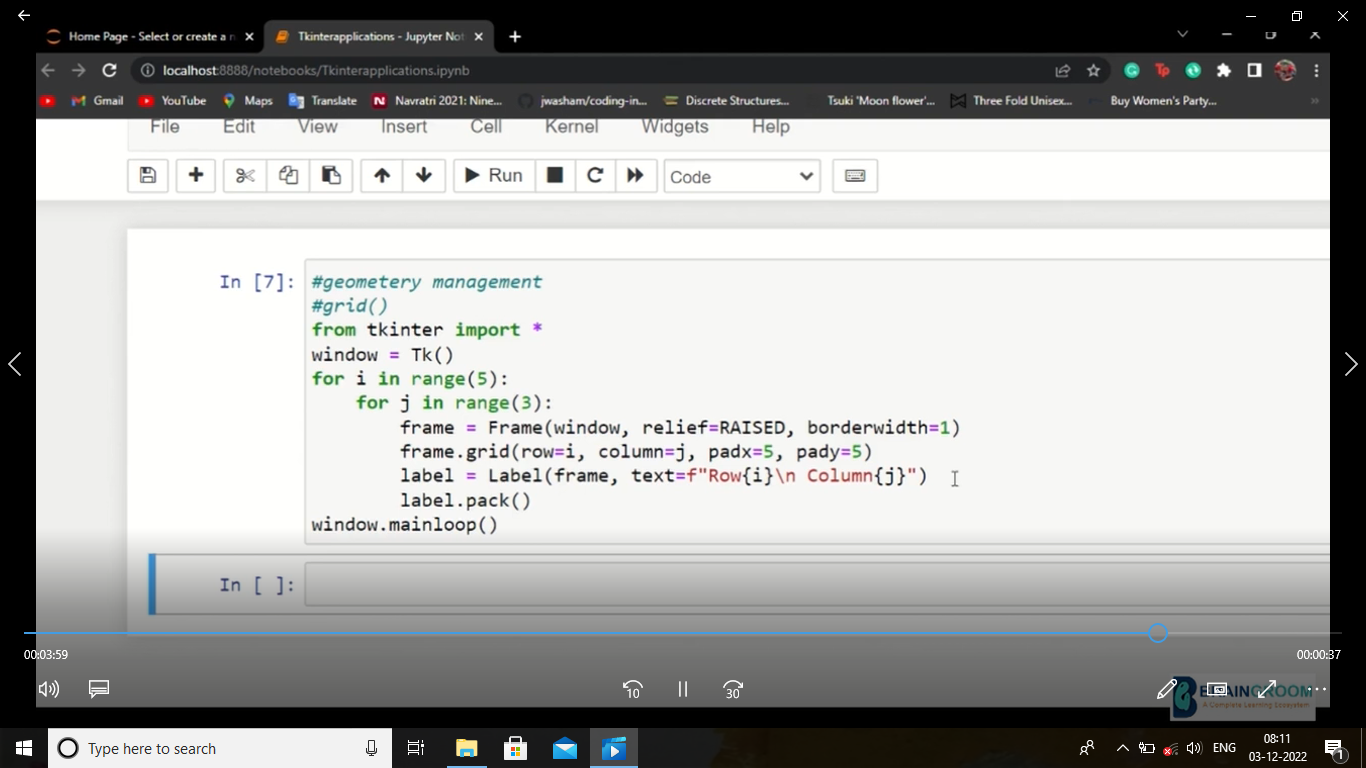 Home Page - Select or create a n
Tkinterapplications - Jupyter Not
localhost:8888/notebooks/Tkinterapplications.ipynb
Tp
Gmail
YouTube
Maps
Translate
N Navratri 2021: Nine...
jwasham/coding-in...
Discrete Structures...
Tsuki 'Moon flower'...
Three Fold Unisex...
Buy Women's Party...
»
File Edit View Insert Cell Kernel Widgets Help
Run
Code
In [7]:
#geometery management
#grid()
from tkinter import *
window = Tk()
for i in range(5):
    for j in range(3):
        frame = Frame(window, relief=RAISED, borderwidth=1)
        frame.grid(row=i, column=j, padx=5, pady=5)
        label = Label(frame, text=f"Row{i}\n Column{j}")
        label.pack()
window.mainloop()
In [ ]:
00:03:59
00:00:37
10
30
A Complete Learning Ecosystem
Type here to search
ENG
08:11
03-12-2022
1